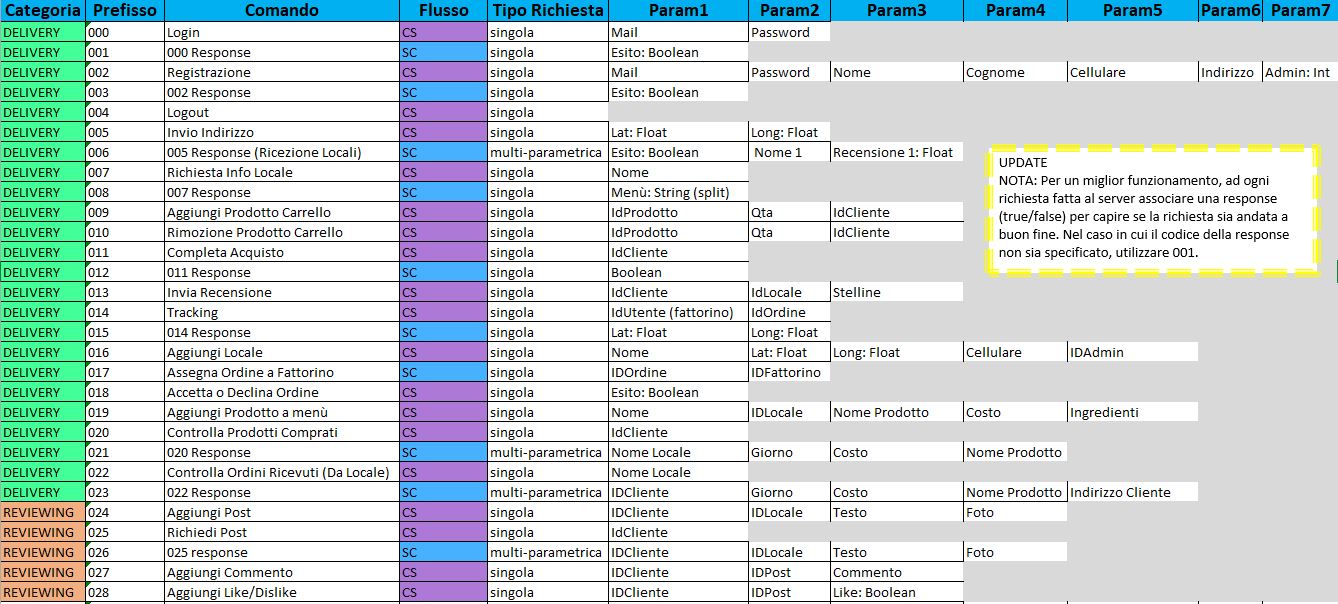 Categoria Prefisso Comando Flusso Tipo Richiesta Param1 Param2 Param3 Param4 Param5 Param6 Param7
DELIVERY 000 Login CS singola Mail Password
DELIVERY 001 000 Response SC singola Esito: Boolean
DELIVERY 002 Registrazione CS singola Mail Password Nome Cognome Cellulare Indirizzo Admin: Int
DELIVERY 003 002 Response SC singola Esito: Boolean
DELIVERY 004 Logout CS singola
DELIVERY 005 Invio Indirizzo CS singola Lat: Float Long: Float
DELIVERY 006 005 Response (Ricezione Locali) SC multi-parametrica Esito: Boolean Nome 1 Recensione 1: Float
DELIVERY 007 Richiesta Info Locale CS singola Nome
DELIVERY 008 007 Response SC singola Menù: String (split)
DELIVERY 009 Aggiungi Prodotto Carrello CS singola IdProdotto Qta IdCliente
DELIVERY 010 Rimozione Prodotto Carrello CS singola IdProdotto Qta IdCliente
DELIVERY 011 Completa Acquisto CS singola IdCliente
DELIVERY 012 011 Response SC singola Boolean
DELIVERY 013 Invia Recensione CS singola IdCliente IdLocale Stelline
DELIVERY 014 Tracking CS singola IdUtente (fattorino) IdOrdine
DELIVERY 015 014 Response SC singola Lat: Float Long: Float
DELIVERY 016 Aggiungi Locale CS singola Nome Lat: Float Long: Float Cellulare IDAdmin
DELIVERY 017 Assegna Ordine a Fattorino SC singola IDOrdine IDFattorino
DELIVERY 018 Accetta o Declina Ordine CS singola Esito: Boolean
DELIVERY 019 Aggiungi Prodotto a menù CS singola Nome IDLocale Nome Prodotto Costo Ingredienti
DELIVERY 020 Controlla Prodotti Comprati CS singola IdCliente
DELIVERY 021 020 Response SC multi-parametrica Nome Locale Giorno Costo Nome Prodotto
DELIVERY 022 Controlla Ordini Ricevuti (Da Locale) CS singola Nome Locale
DELIVERY 023 022 Response SC multi-parametrica IDCliente Giorno Costo Nome Prodotto Indirizzo Cliente
REVIEWING 024 Aggiungi Post CS singola IDCliente IDLocale Testo Foto
REVIEWING 025 Richiedi Post CS singola IdCliente
REVIEWING 026 025 response SC multi-parametrica IDCliente IDLocale Testo Foto
REVIEWING 027 Aggiungi Commento CS singola IDCliente IDPost Commento
REVIEWING 028 Aggiungi Like/Dislike CS singola IDCliente IDPost Like: Boolean
UPDATE
NOTA: Per un miglior funzionamento, ad ogni
richiesta fatta al server associare una response
(true/false) per capire se la richiesta sia andata a
buon fine. Nel caso in cui il codice della response
non sia specificato, utilizzare 001.